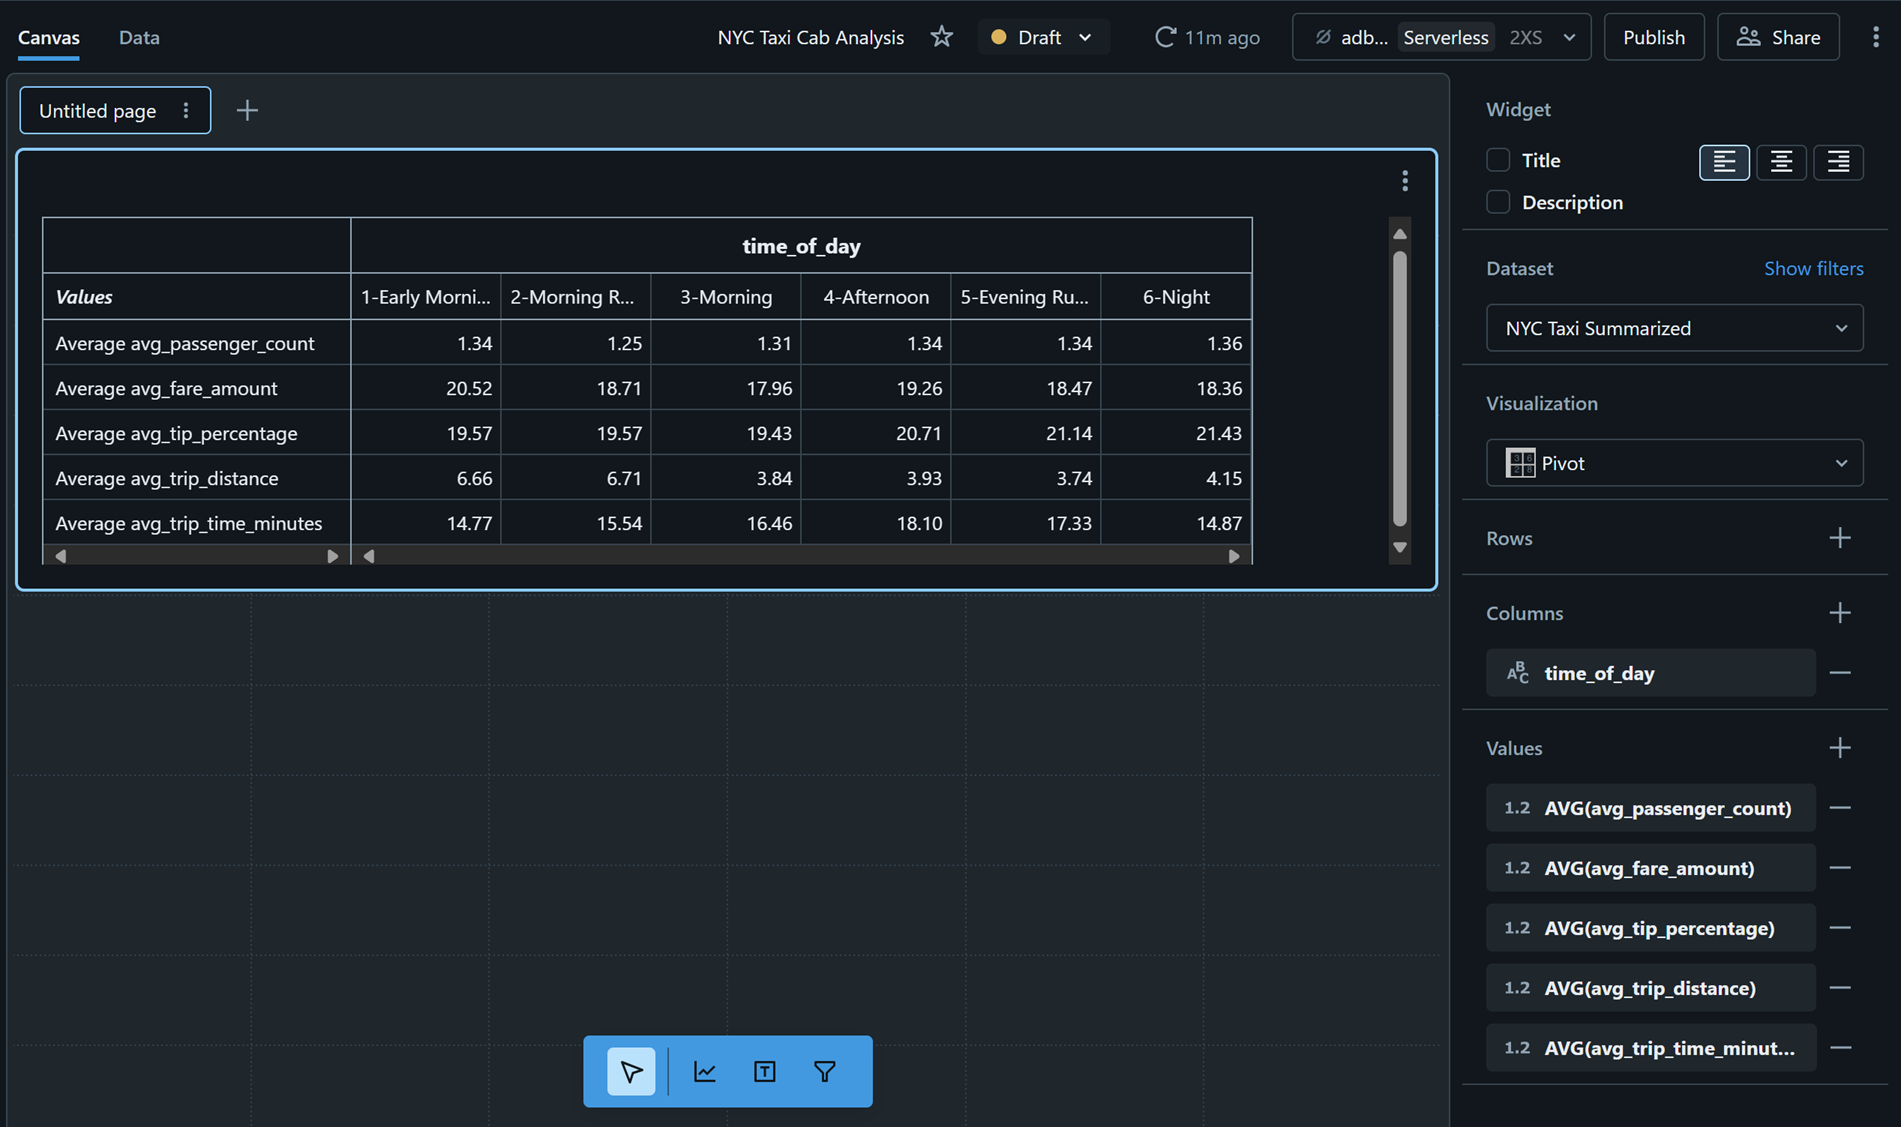 Canvas Data NYC Taxi Cab Analysis Draft 11m ago adb... Serverless 2XS Publish Share
Untitled page
time_of_day
Values 1-Early Morni... 2-Morning R... 3-Morning 4-Afternoon 5-Evening Ru... 6-Night
Average avg_passenger_count 1.34 1.25 1.31 1.34 1.34 1.36
Average avg_fare_amount 20.52 18.71 17.96 19.26 18.47 18.36
Average avg_tip_percentage 19.57 19.57 19.43 20.71 21.14 21.43
Average avg_trip_distance 6.66 6.71 3.84 3.93 3.74 4.15
Average avg_trip_time_minutes 14.77 15.54 16.46 18.10 17.33 14.87
Widget
Title
Description
Dataset Show filters
NYC Taxi Summarized
Visualization
Pivot
Rows
Columns
ABC time_of_day
Values
1.2 AVG(avg_passenger_count)
1.2 AVG(avg_fare_amount)
1.2 AVG(avg_tip_percentage)
1.2 AVG(avg_trip_distance)
1.2 AVG(avg_trip_time_minut...